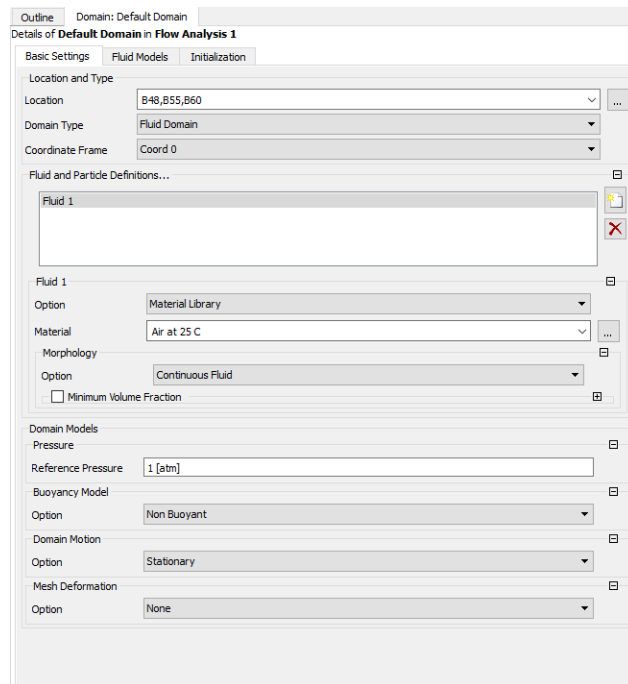 Outline Domain: Default Domain
Details of Default Domain in Flow Analysis 1
Basic Settings Fluid Models Initialization
Location and Type
Location B48,B55,B60 ...
Domain Type Fluid Domain
Coordinate Frame Coord 0
Fluid and Particle Definitions...
Fluid 1
Fluid 1
Option Material Library
Material Air at 25 C ...
Morphology
Option Continuous Fluid
Minimum Volume Fraction
Domain Models
Pressure
Reference Pressure 1 [atm]
Buoyancy Model
Option Non Buoyant
Domain Motion
Option Stationary
Mesh Deformation
Option None